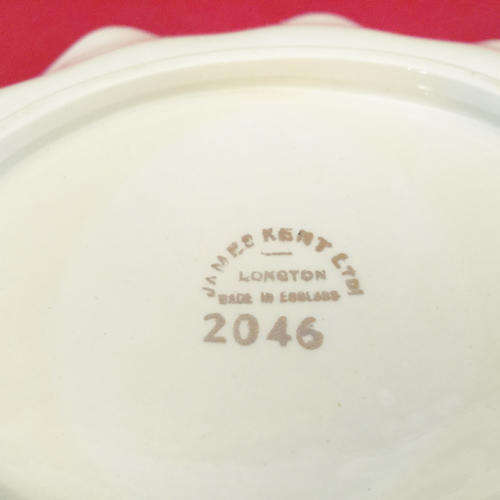 JAMES KENT LTD
LONGTON
MADE IN ENGLAND
2046